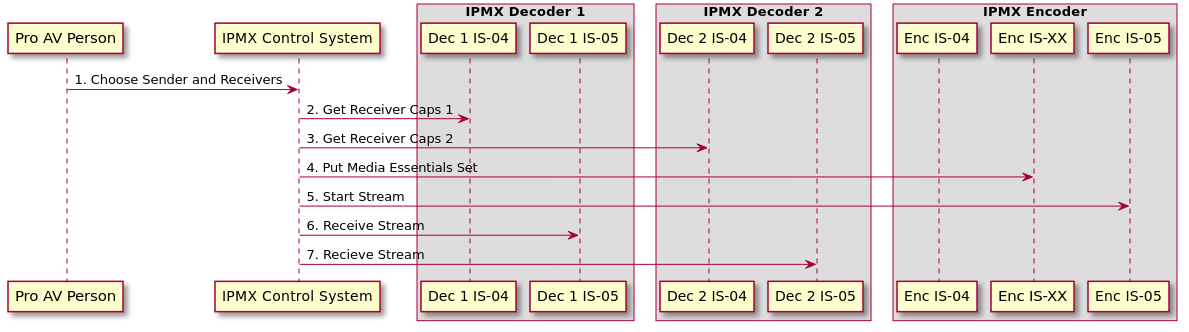 IPMX Decoder 1
IPMX Decoder 2
IPMX Encoder
Pro AV Person
IPMX Control System
Dec 1 IS-04
Dec 1 IS-05
Dec 2 IS-04
Dec 2 IS-05
Enc IS-04
Enc IS-XX
Enc IS-05
1. Choose Sender and Receivers
2. Get Receiver Caps 1
3. Get Receiver Caps 2
4. Put Media Essentials Set
5. Start Stream
6. Receive Stream
7. Recieve Stream
Pro AV Person
IPMX Control System
Dec 1 IS-04
Dec 1 IS-05
Dec 2 IS-04
Dec 2 IS-05
Enc IS-04
Enc IS-XX
Enc IS-05